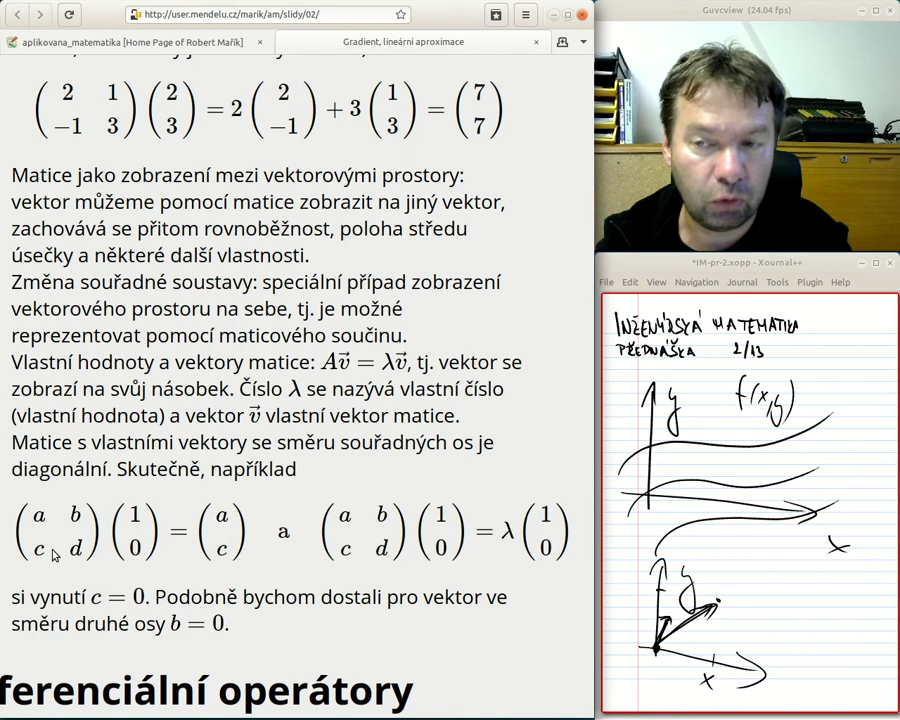 http://user.mendelu.cz/marik/am/slidy/02/
aplikovana_matematika [Home Page of Robert Mařík]
Gradient, lineární aproximace
( 2 1 -1 3 ) ( 2 3 ) = 2 ( 2 -1 ) + 3 ( 1 3 ) = ( 7 7 )
Matice jako zobrazení mezi vektorovými prostory:
vektor můžeme pomocí matice zobrazit na jiný vektor,
zachovává se přitom rovnoběžnost, poloha středu
úsečky a některé další vlastnosti.
Změna souřadné soustavy: speciální případ zobrazení
vektorového prostoru na sebe, tj. je možné
reprezentovat pomocí maticového součinu.
Vlastní hodnoty a vektory matice: Av⃗ = λv⃗, tj. vektor se
zobrazí na svůj násobek. Číslo λ se nazývá vlastní číslo
(vlastní hodnota) a vektor v⃗ vlastní vektor matice.
Matice s vlastními vektory se směru souřadných os je
diagonální. Skutečně, například
( a b c d ) ( 1 0 ) = ( a c ) a ( a b c d ) ( 1 0 ) = λ ( 1 0 )
si vynutí c = 0. Podobně bychom dostali pro vektor ve
směru druhé osy b = 0.
ferenciální operátory
Guvcview (24.04 fps)
*IM-pr-2.xopp - Xournal++
File Edit View Navigation Journal Tools Plugin Help
INŽENÝRSKÁ MATEMATIKA
PŘEDNÁŠKA 2/13
y f(x,y)
x
y
x